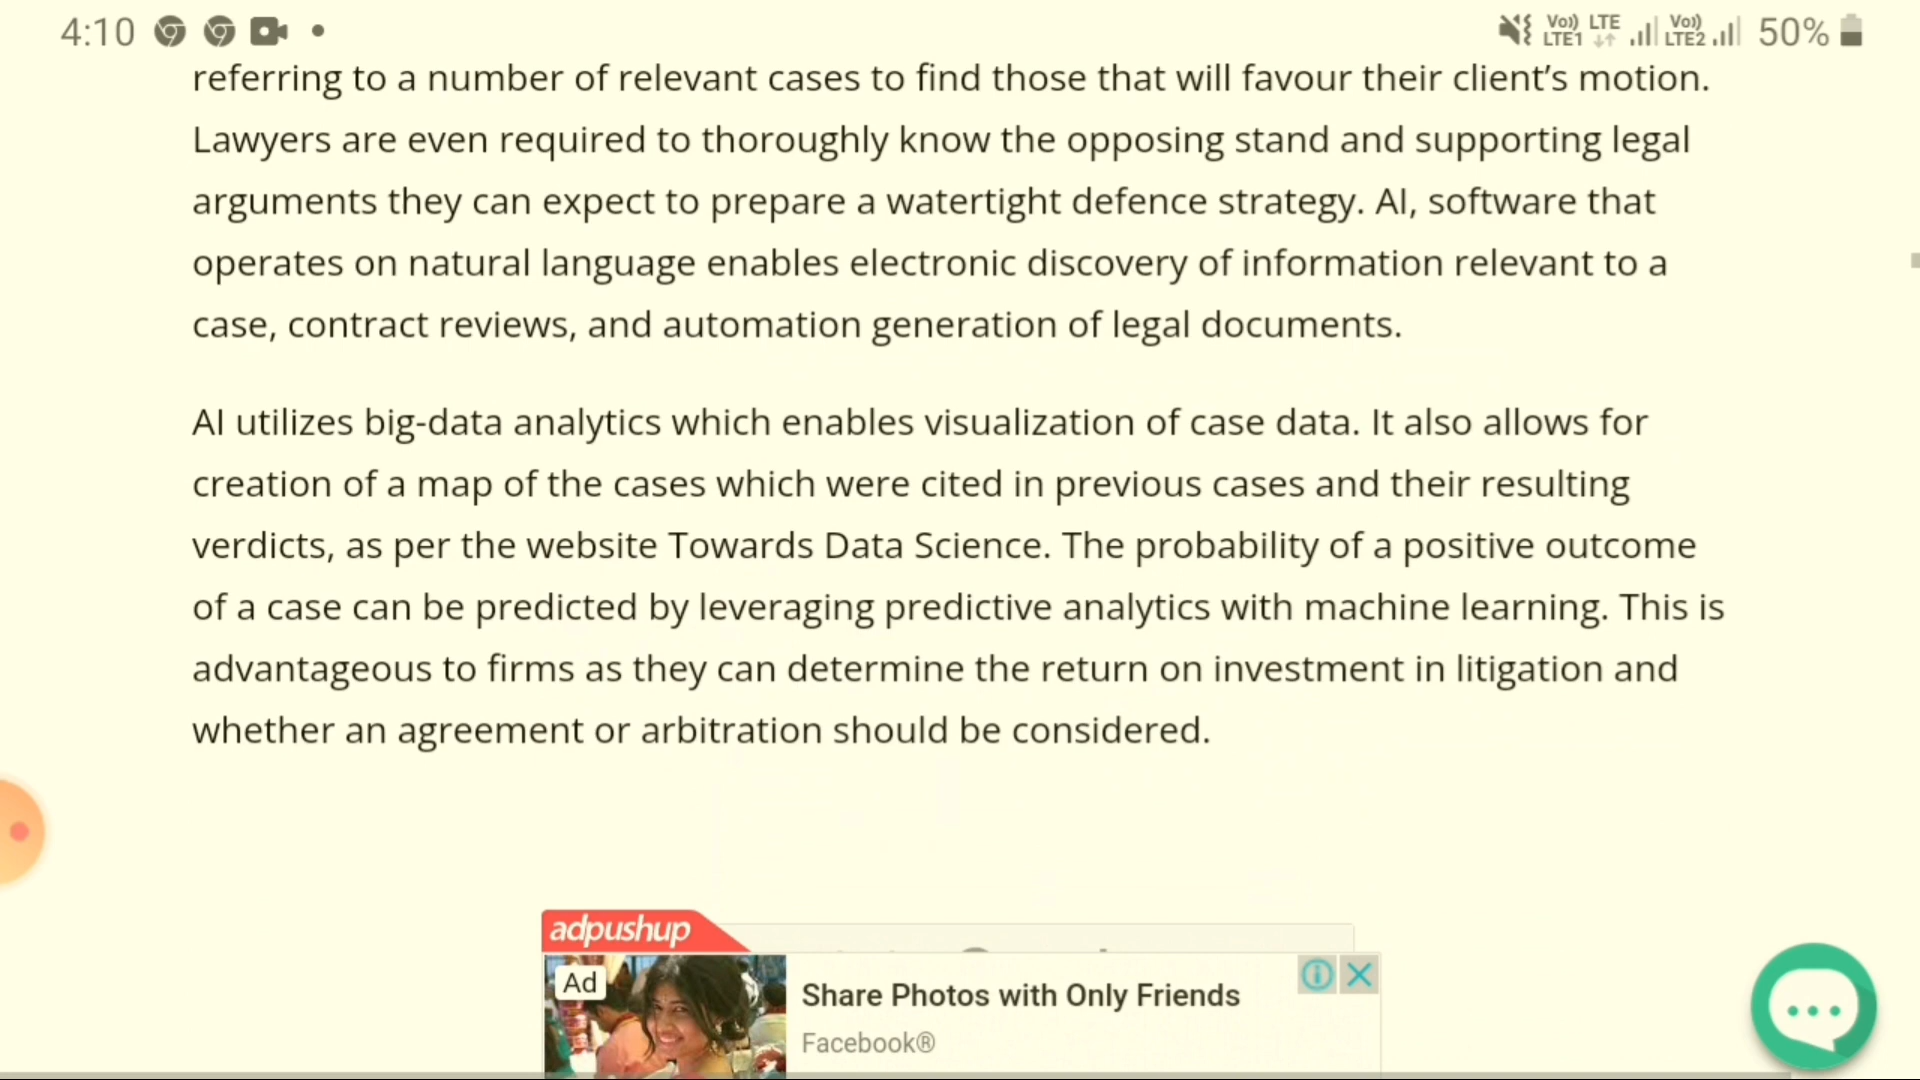 4:10 Vo)) LTE1 LTE Vo)) LTE2 50%
referring to a number of relevant cases to find those that will favour their client’s motion.
Lawyers are even required to thoroughly know the opposing stand and supporting legal
arguments they can expect to prepare a watertight defence strategy. AI, software that
operates on natural language enables electronic discovery of information relevant to a
case, contract reviews, and automation generation of legal documents.
AI utilizes big-data analytics which enables visualization of case data. It also allows for
creation of a map of the cases which were cited in previous cases and their resulting
verdicts, as per the website Towards Data Science. The probability of a positive outcome
of a case can be predicted by leveraging predictive analytics with machine learning. This is
advantageous to firms as they can determine the return on investment in litigation and
whether an agreement or arbitration should be considered.
adpushup
Ad
Share Photos with Only Friends
Facebook®